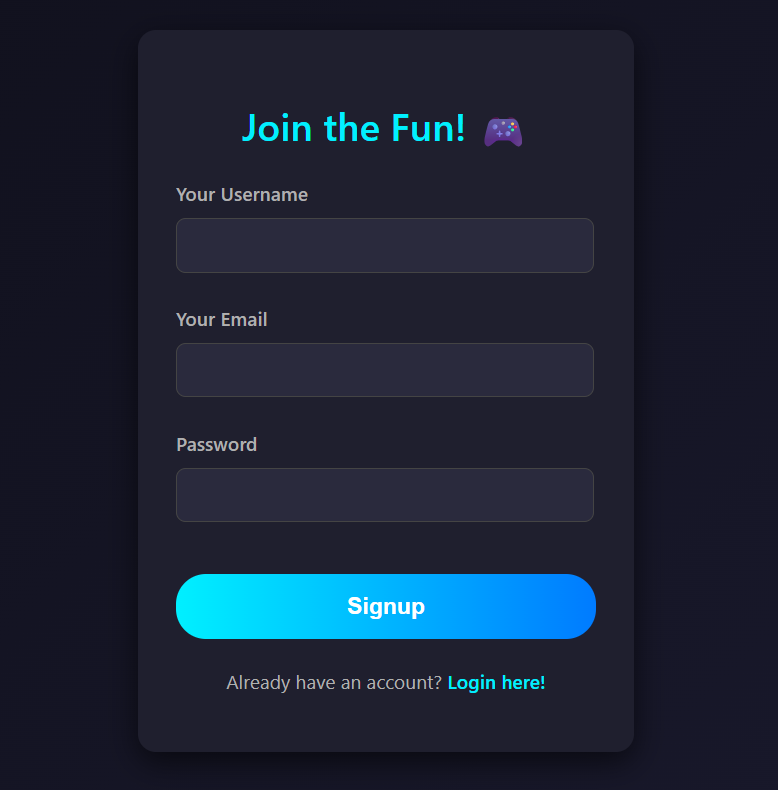 Join the Fun! 🎮
Your Username
Your Email
Password
Signup
Already have an account? Login here!